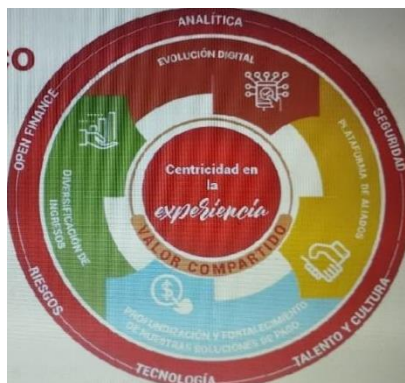 CO
ANALÍTICA
SEGURIDAD
TALENTO Y CULTURA
TECNOLOGÍA
RIESGOS
OPEN FINANCE
EVOLUCIÓN DIGITAL
PLATAFORMA DE ALIADOS
PROFUNDIZACIÓN Y FORTALECIMIENTO
DE NUESTRAS SOLUCIONES DE PAGO
DIVERSIFICACIÓN DE
INGRESOS
Centricidad en
la
experiencia
VALOR COMPARTIDO